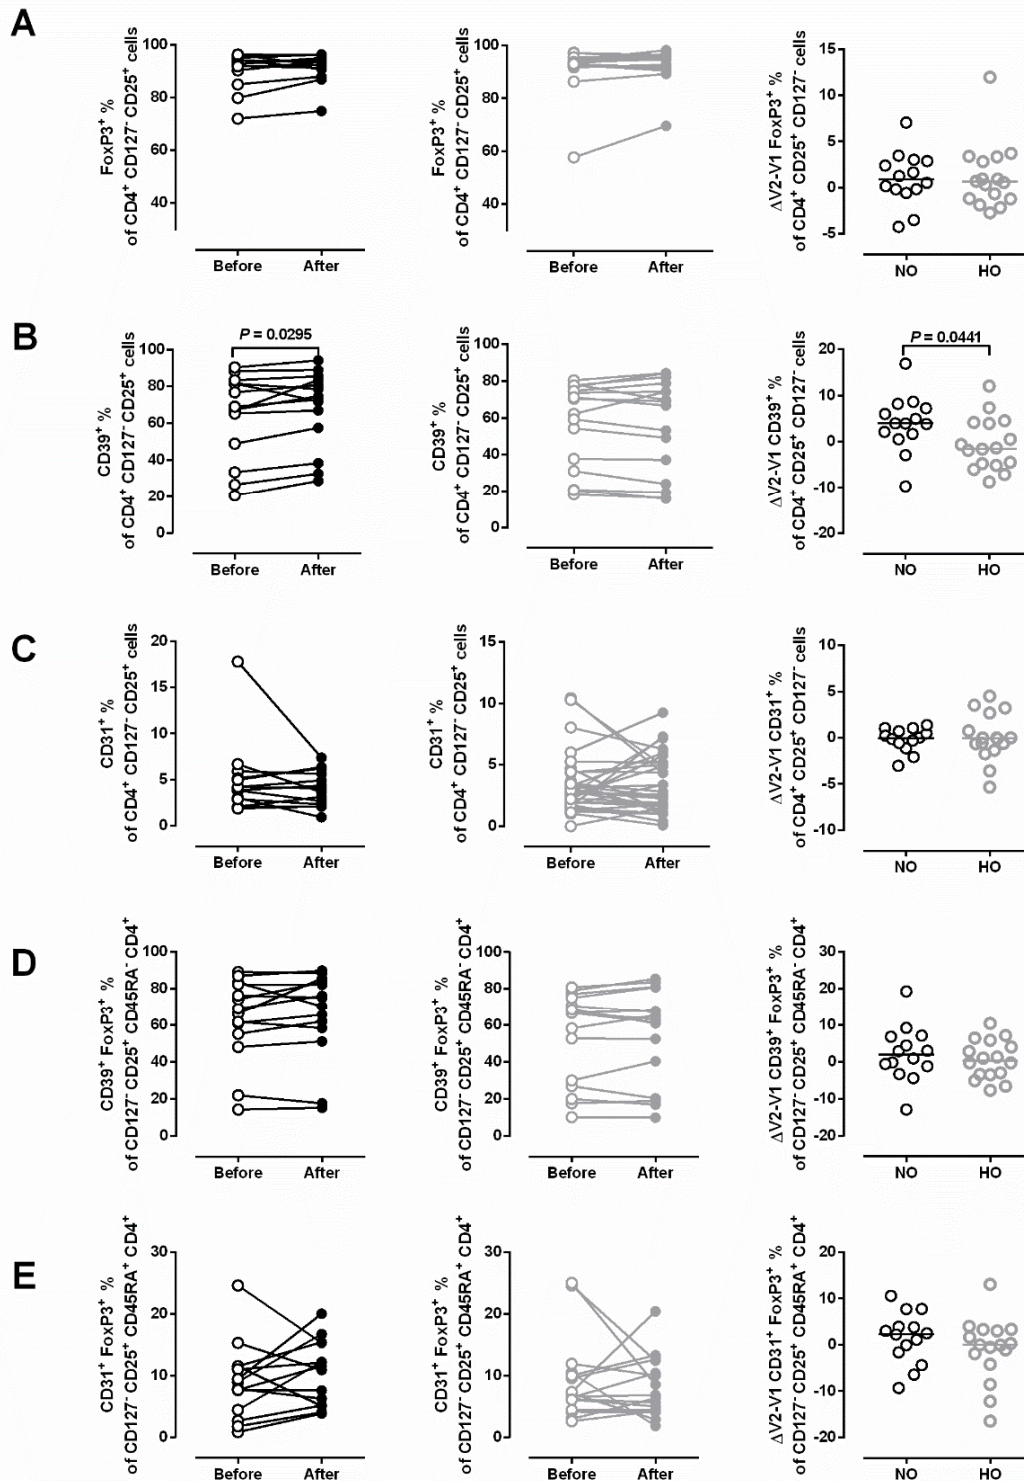 A
FoxP3⁺ %
of CD4⁺ CD127⁻ CD25⁺ cells
100
80
60
40
Before After
FoxP3⁺ %
of CD4⁺ CD127⁻ CD25⁺ cells
100
80
60
40
Before After
ΔV2-V1 FoxP3⁺ %
of CD4⁺ CD25⁺ CD127⁻ cells
15
10
5
0
-5
NO HO
B
CD39⁺ %
of CD4⁺ CD127⁻ CD25⁺ cells
P = 0.0295
100
80
60
40
20
0
Before After
CD39⁺ %
of CD4⁺ CD127⁻ CD25⁺ cells
100
80
60
40
20
0
Before After
ΔV2-V1 CD39⁺ %
of CD4⁺ CD25⁺ CD127⁻ cells
P = 0.0441
20
10
0
-10
-20
NO HO
C
CD31⁺ %
of CD4⁺ CD127⁻ CD25⁺ cells
20
15
10
5
0
Before After
CD31⁺ %
of CD4⁺ CD127⁻ CD25⁺ cells
15
10
5
0
Before After
ΔV2-V1 CD31⁺ %
of CD4⁺ CD25⁺ CD127⁻ cells
10
5
0
-5
-10
NO HO
D
CD39⁺ FoxP3⁺ %
of CD127⁻ CD25⁺ CD45RA⁻ CD4⁺
100
80
60
40
20
0
Before After
CD39⁺ FoxP3⁺ %
of CD127⁻ CD25⁺ CD45RA⁻ CD4⁺
100
80
60
40
20
0
Before After
ΔV2-V1 CD39⁺ FoxP3⁺ %
of CD127⁻ CD25⁺ CD45RA⁻ CD4⁺
30
20
10
0
-10
-20
NO HO
E
CD31⁺ FoxP3⁺ %
of CD127⁻ CD25⁺ CD45RA⁺ CD4⁺
30
20
10
0
Before After
CD31⁺ FoxP3⁺ %
of CD127⁻ CD25⁺ CD45RA⁺ CD4⁺
30
20
10
0
Before After
ΔV2-V1 CD31⁺ FoxP3⁺ %
of CD127⁻ CD25⁺ CD45RA⁺ CD4⁺
20
10
0
-10
-20
NO HO